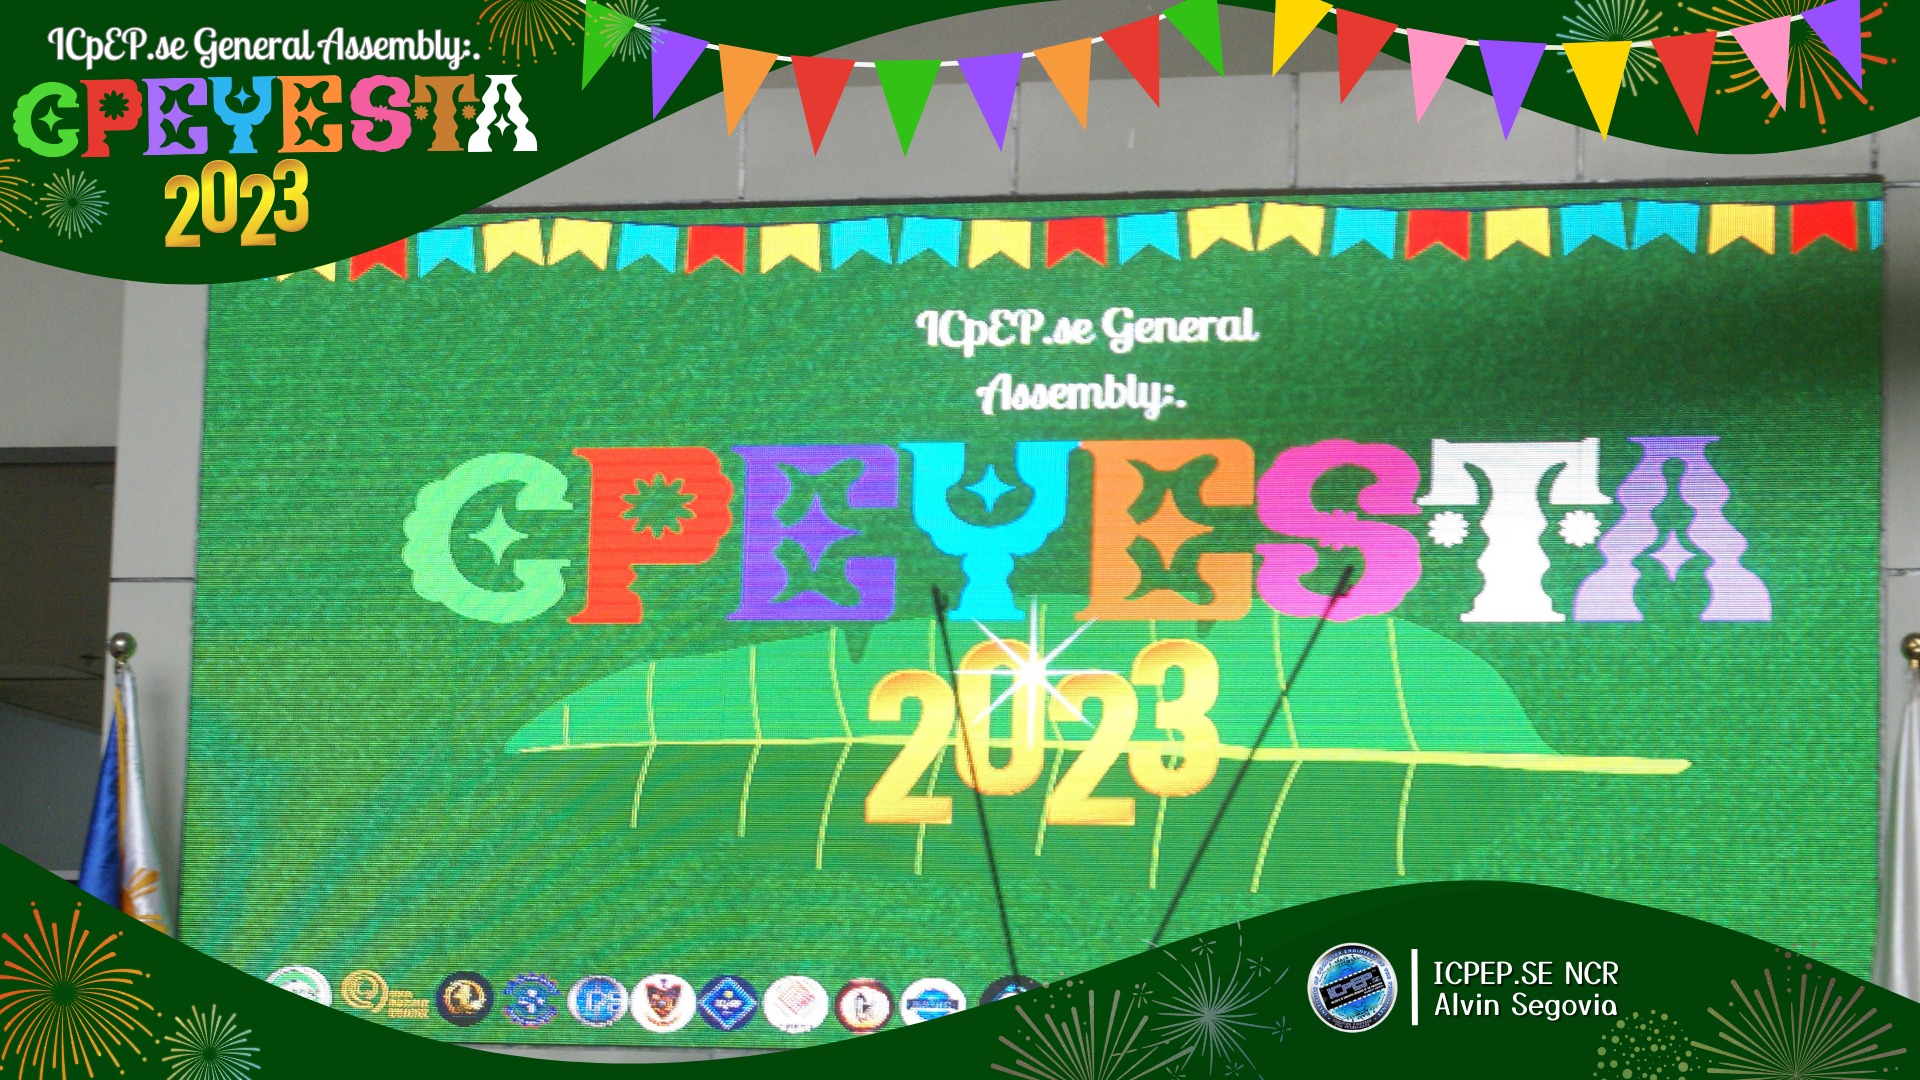 ICpEP.se General Assembly:.
CPEYESTA
2023
ICpEP.se General
Assembly:.
CPEYESTA
2023
ICPEP.SE NCR
Alvin Segovia